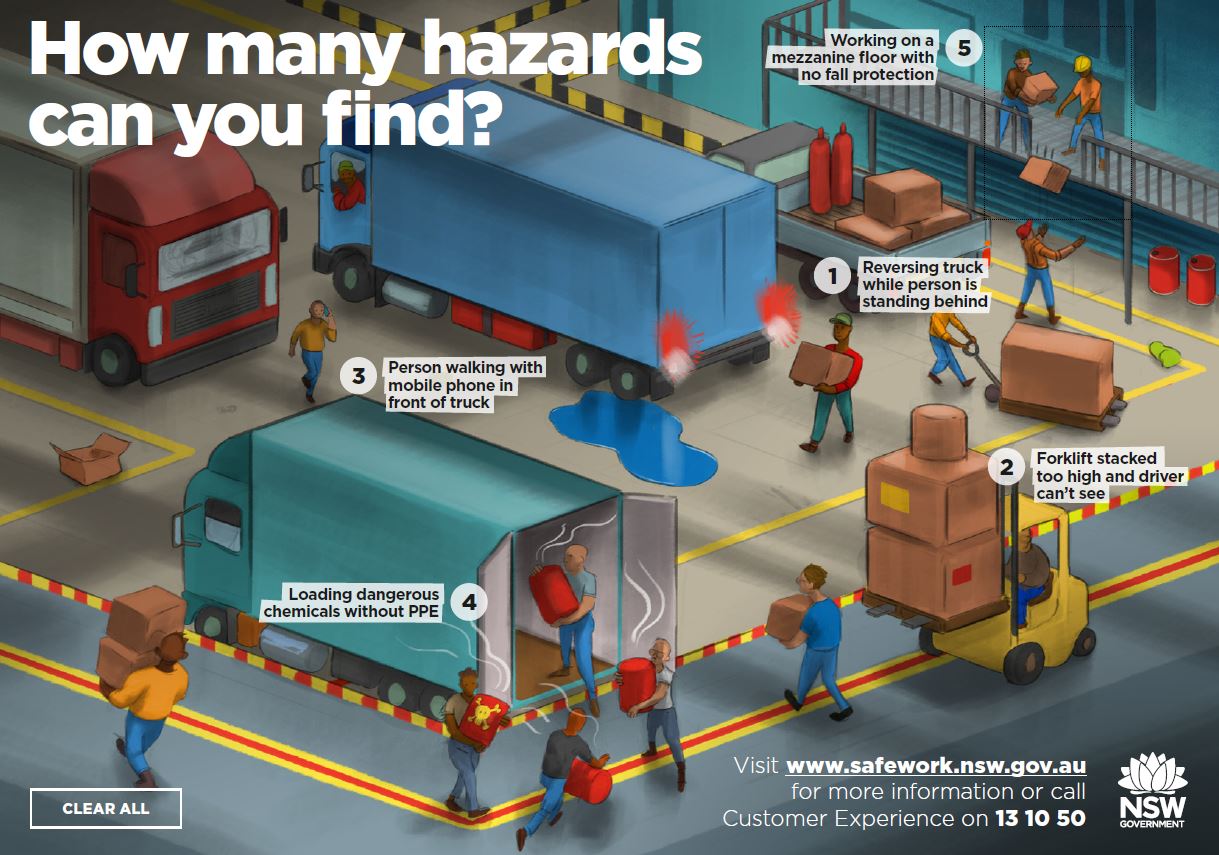 How many hazards
can you find?
Working on a
mezzanine floor with
no fall protection
5
1
Reversing truck
while person is
standing behind
3
Person walking with
mobile phone in
front of truck
2
Forklift stacked
too high and driver
can't see
Loading dangerous
chemicals without PPE
4
Visit www.safework.nsw.gov.au
for more information or call
Customer Experience on 13 10 50
CLEAR ALL
NSW
GOVERNMENT